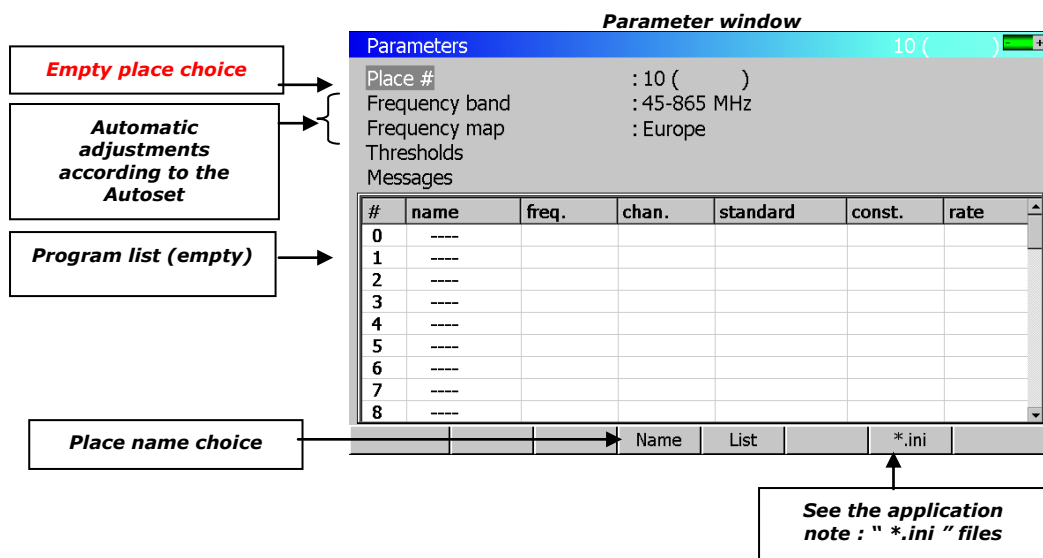 Parameter window
Parameters 10 ( ) - +
Empty place choice
Place # : 10 ( )
Frequency band : 45-865 MHz
Automatic
adjustments
according to the
Autoset
Frequency map : Europe
Thresholds
Messages
# name freq. chan. standard const. rate
0 ----
1 ----
Program list (empty)
2 ----
3 ----
4 ----
5 ----
6 ----
7 ----
8 ----
Place name choice
Name List *.ini
See the application
note : “ *.ini ” files